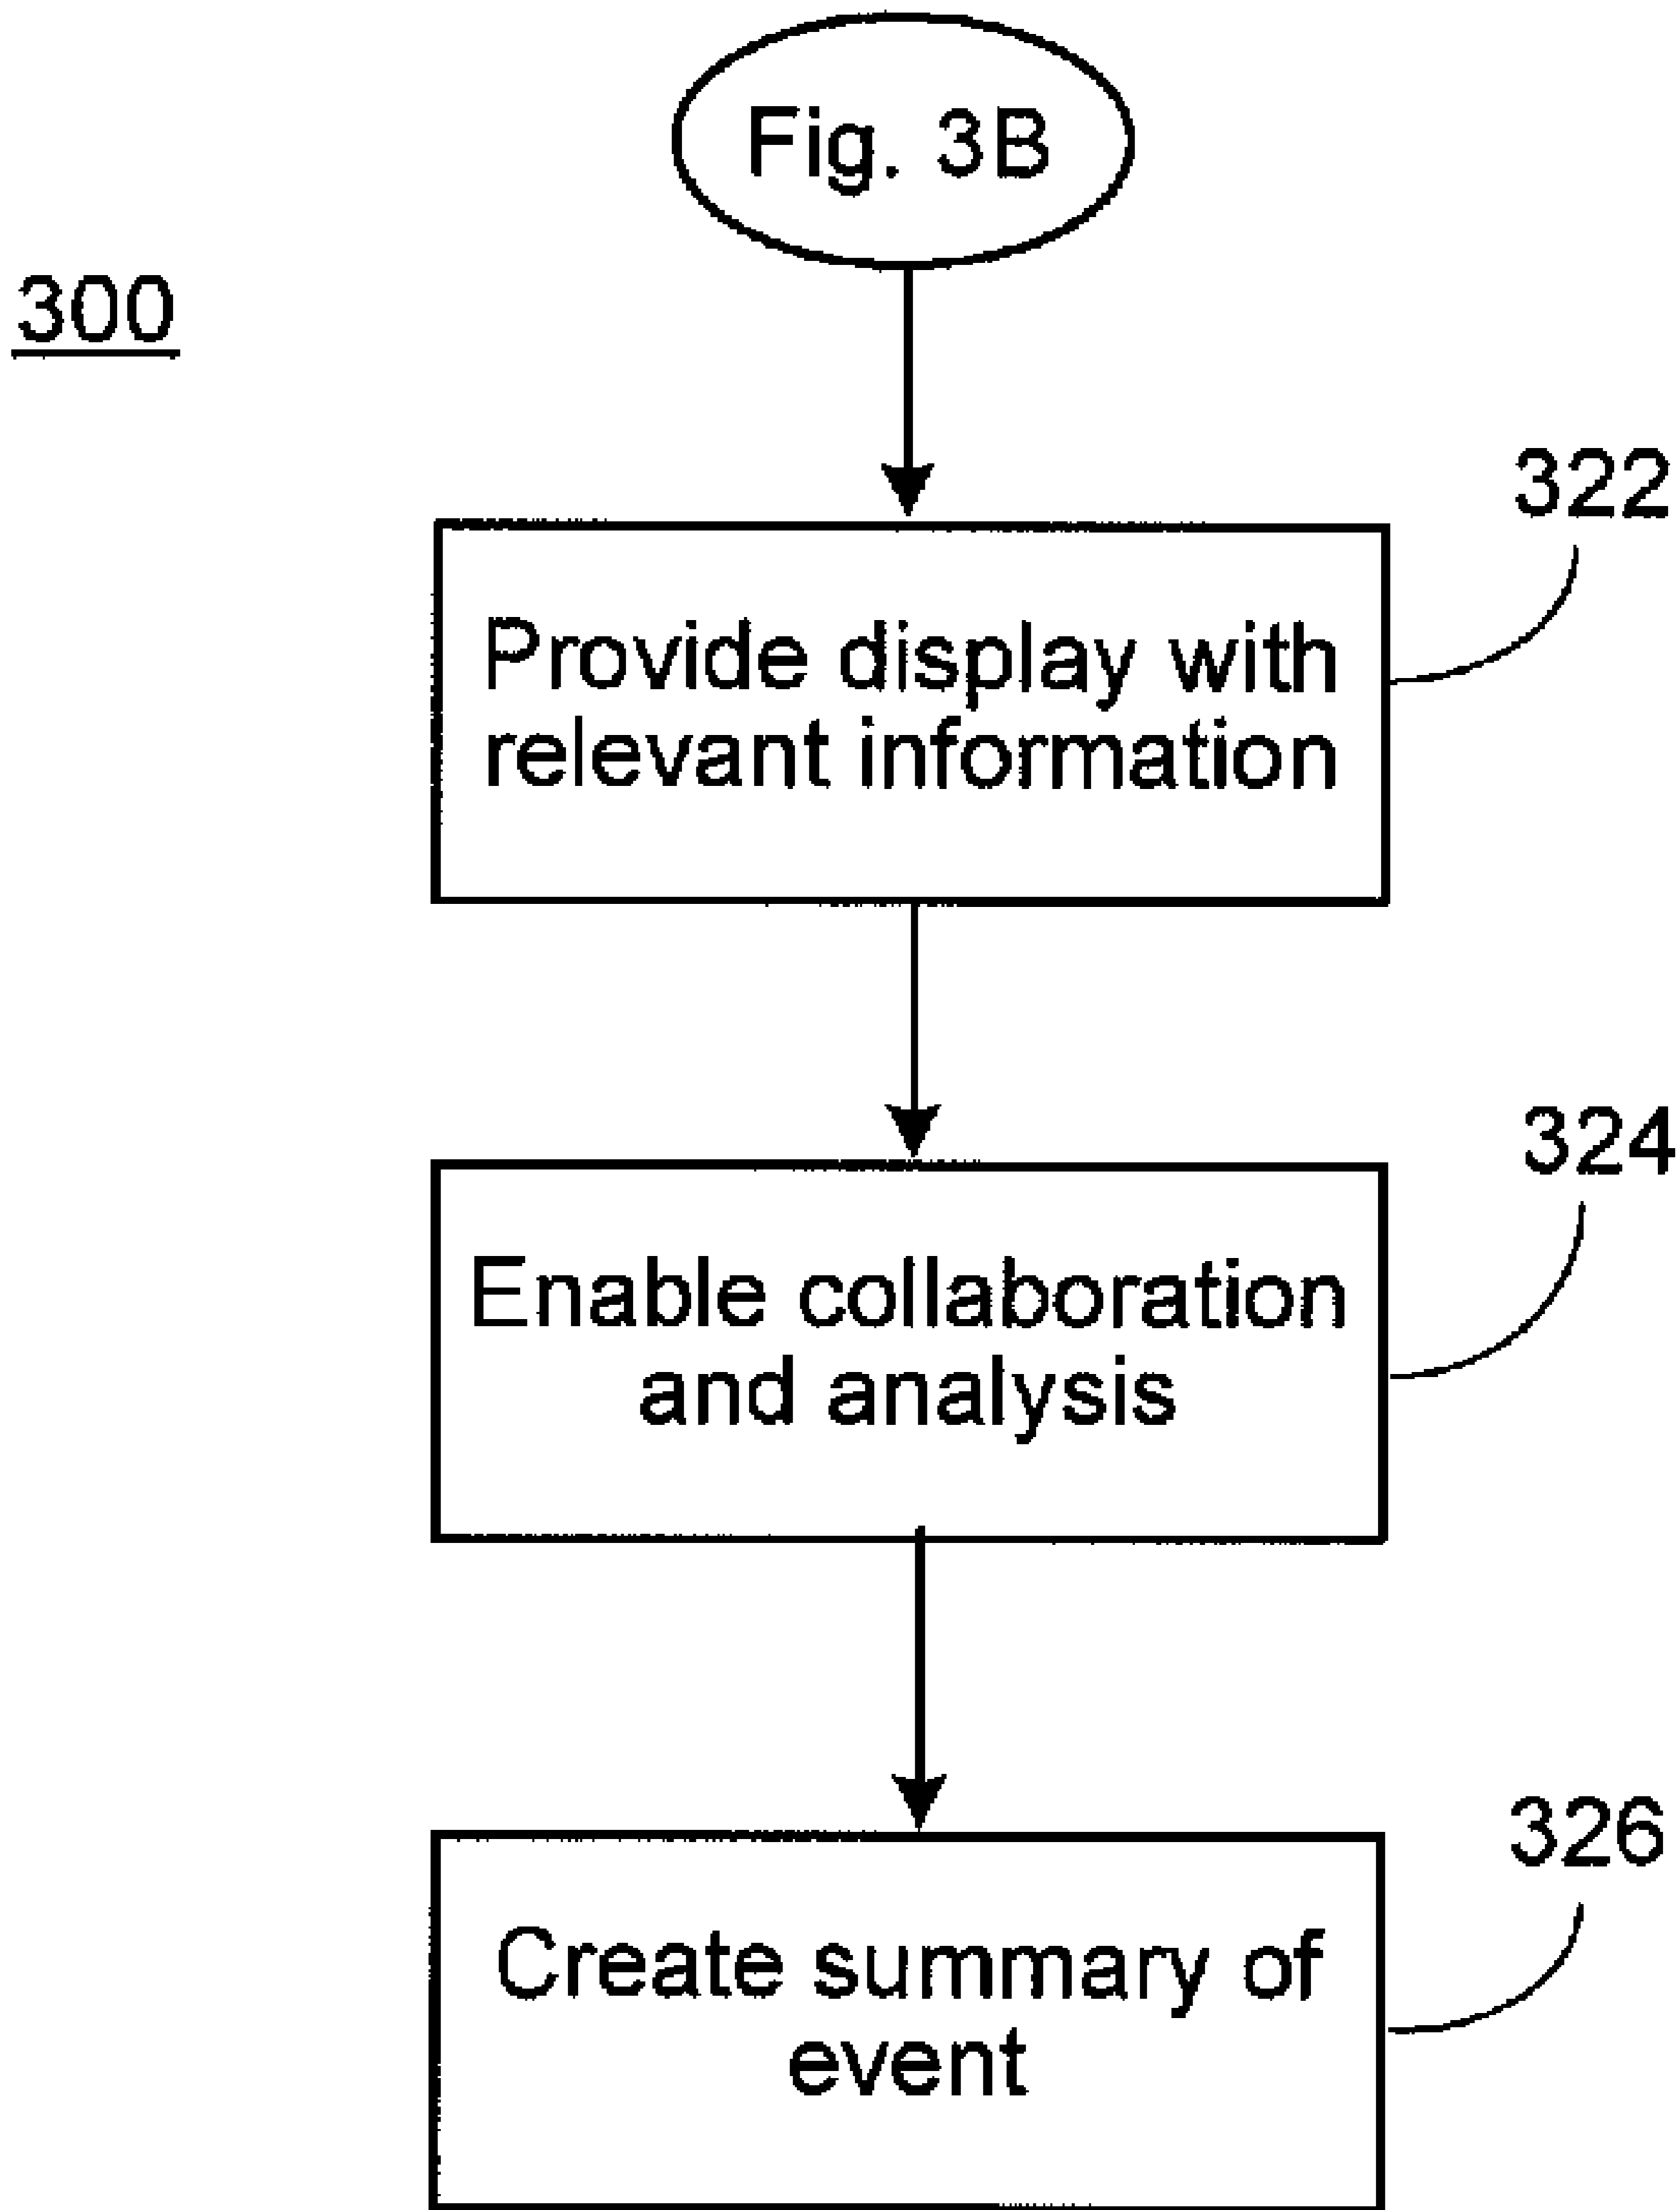 Fig. 3B
300
322
Provide display with
relevant information
324
Enable collaboration
and analysis
326
Create summary of
event